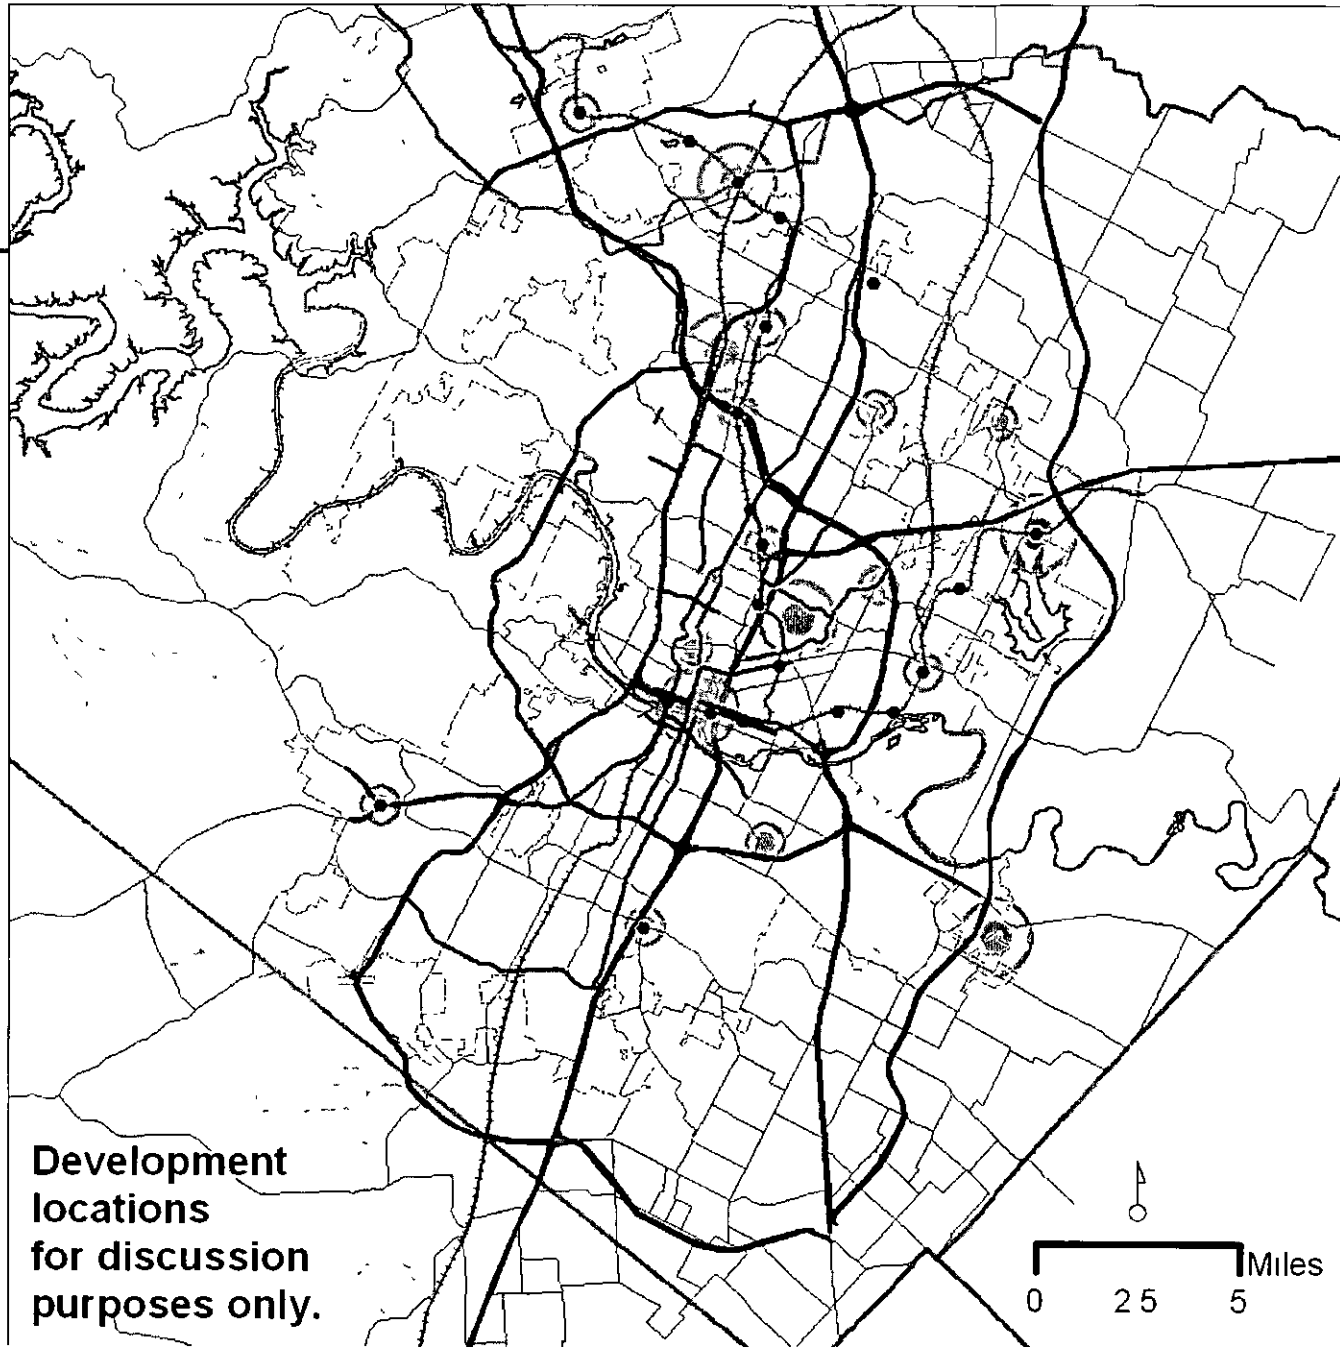 Development
locations
for discussion
purposes only.
Miles
0 2 5 5